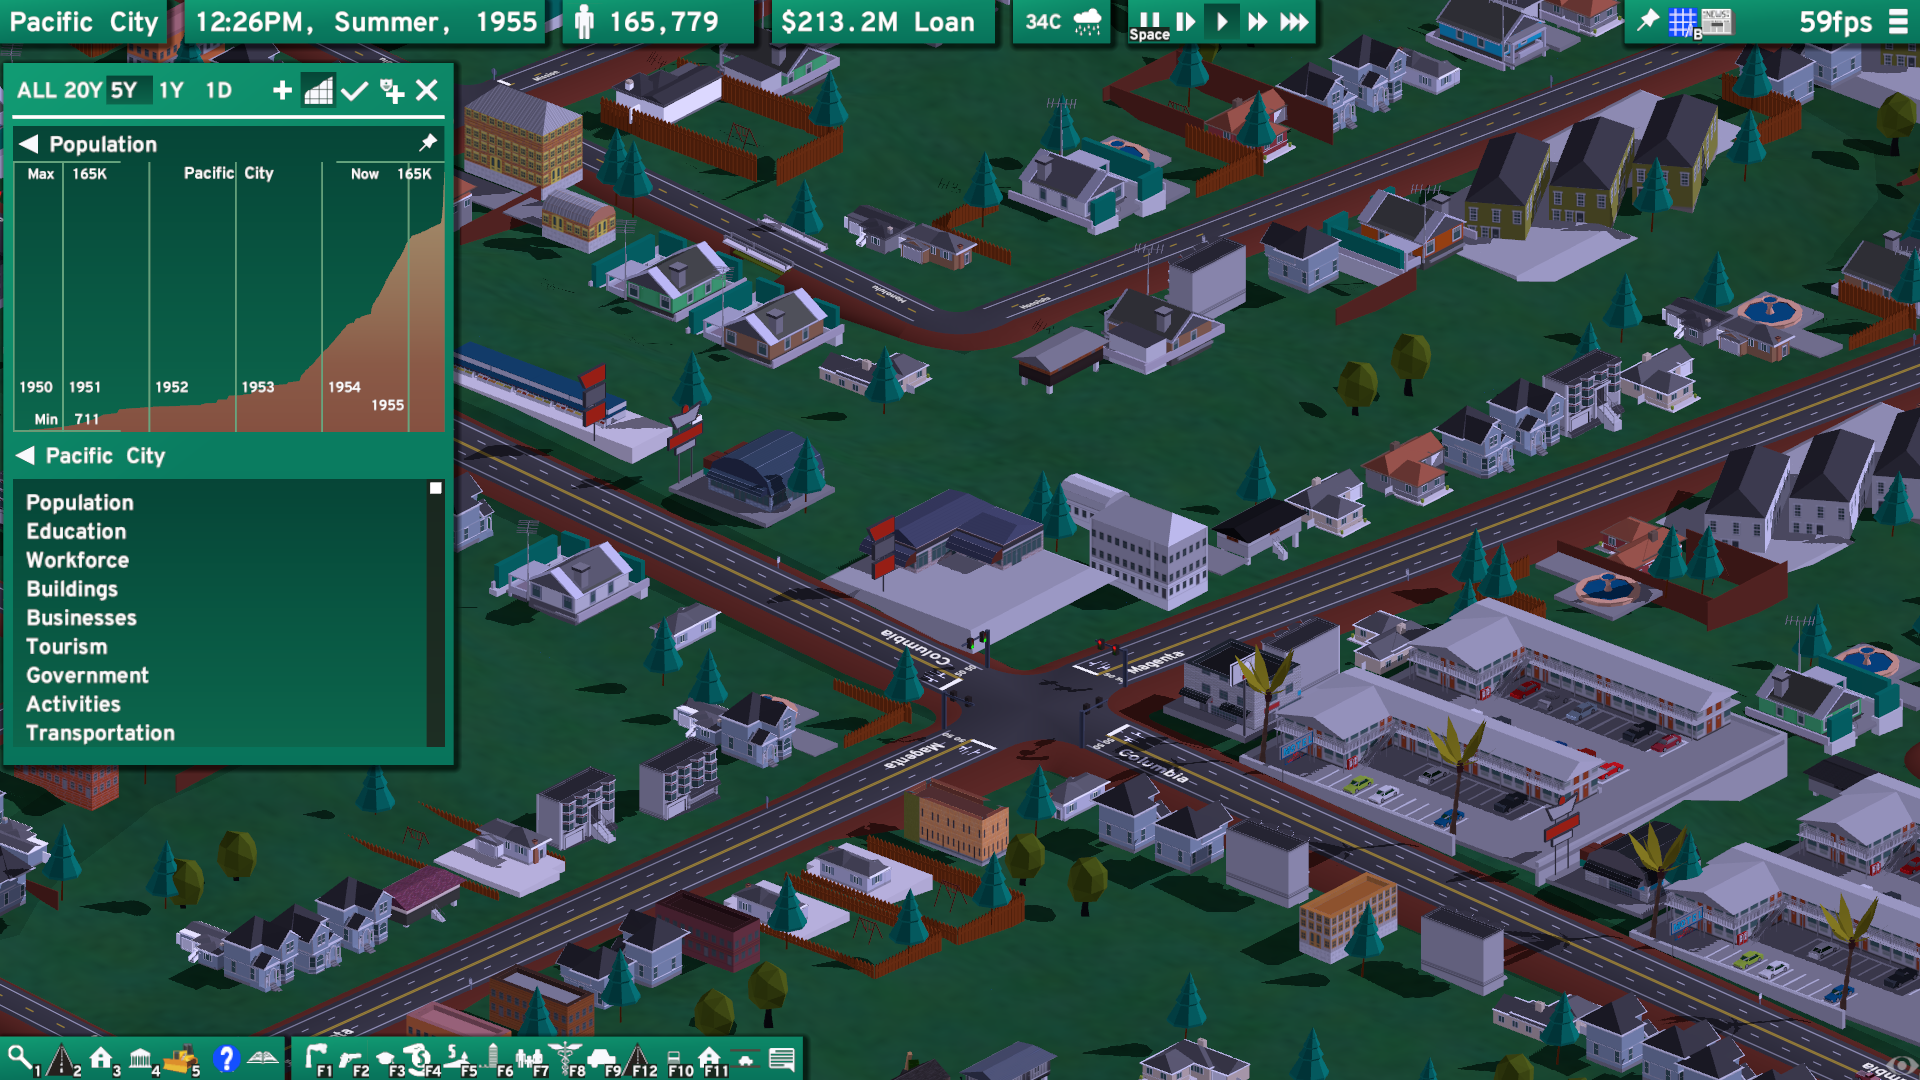 Pacific City
12:26PM, Summer, 1955
165,779
$213.2M Loan
34C
Space
B
NEWS
59fps
ALL 20Y 5Y 1Y 1D
Population
Max 165K Pacific City Now 165K
1950 1951 1952 1953 1954
1955
Min 711
Pacific City
Population
Education
Workforce
Buildings
Businesses
Tourism
Government
Activities
Transportation
Honolulu
Honolulu
Columbia
Magenta
Magenta
Columbia
1 2 3 4 5 ? F1 F2 F3 F4 F5 F6 F7 F8 F9 F12 F10 F11